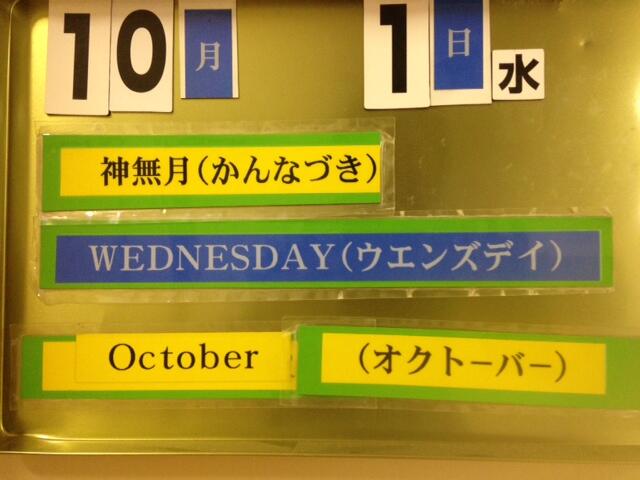 10月 1日 水
神無月(かんなづき)
WEDNESDAY(ウエンズデイ)
October (オクトーバー)